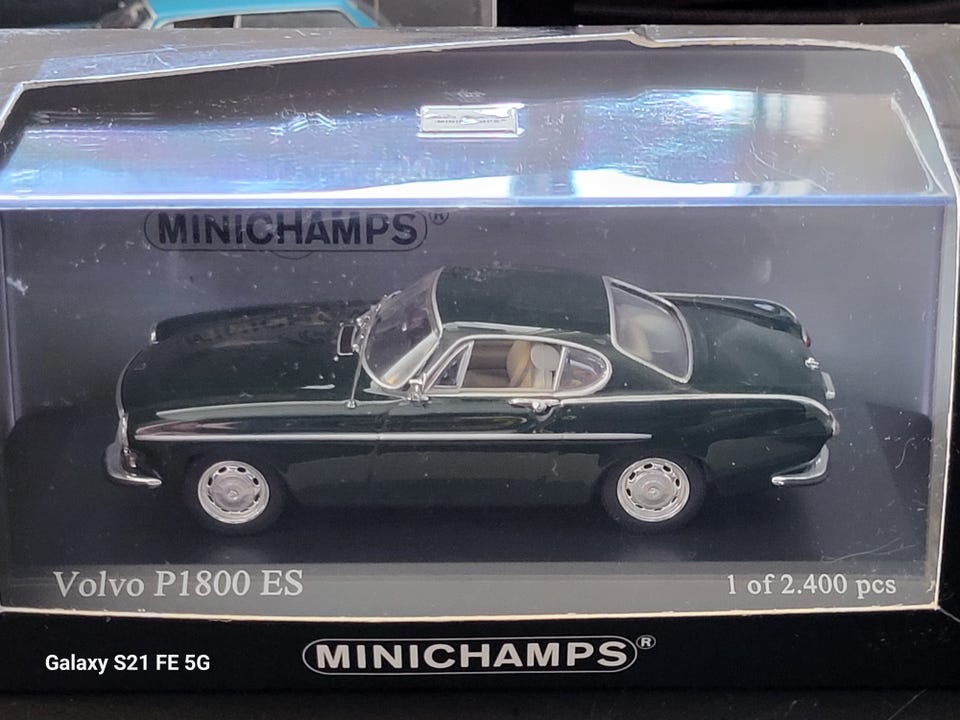 MINICHAMPS®
Volvo P1800 ES
1 of 2.400 pcs
MINICHAMPS®
Galaxy S21 FE 5G